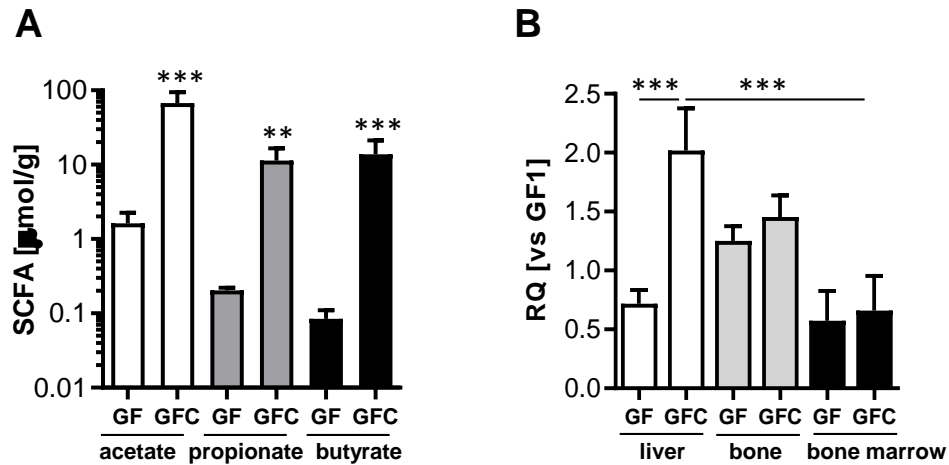 A
SCFA [ mol/g]
100
10
1
0.1
0.01
***
**
***
GF GFC GF GFC GF GFC
acetate propionate butyrate
B
RQ [vs GF1]
2.5
2.0
1.5
1.0
0.5
0.0
***
***
GF GFC GF GFC GF GFC
liver bone bone marrow